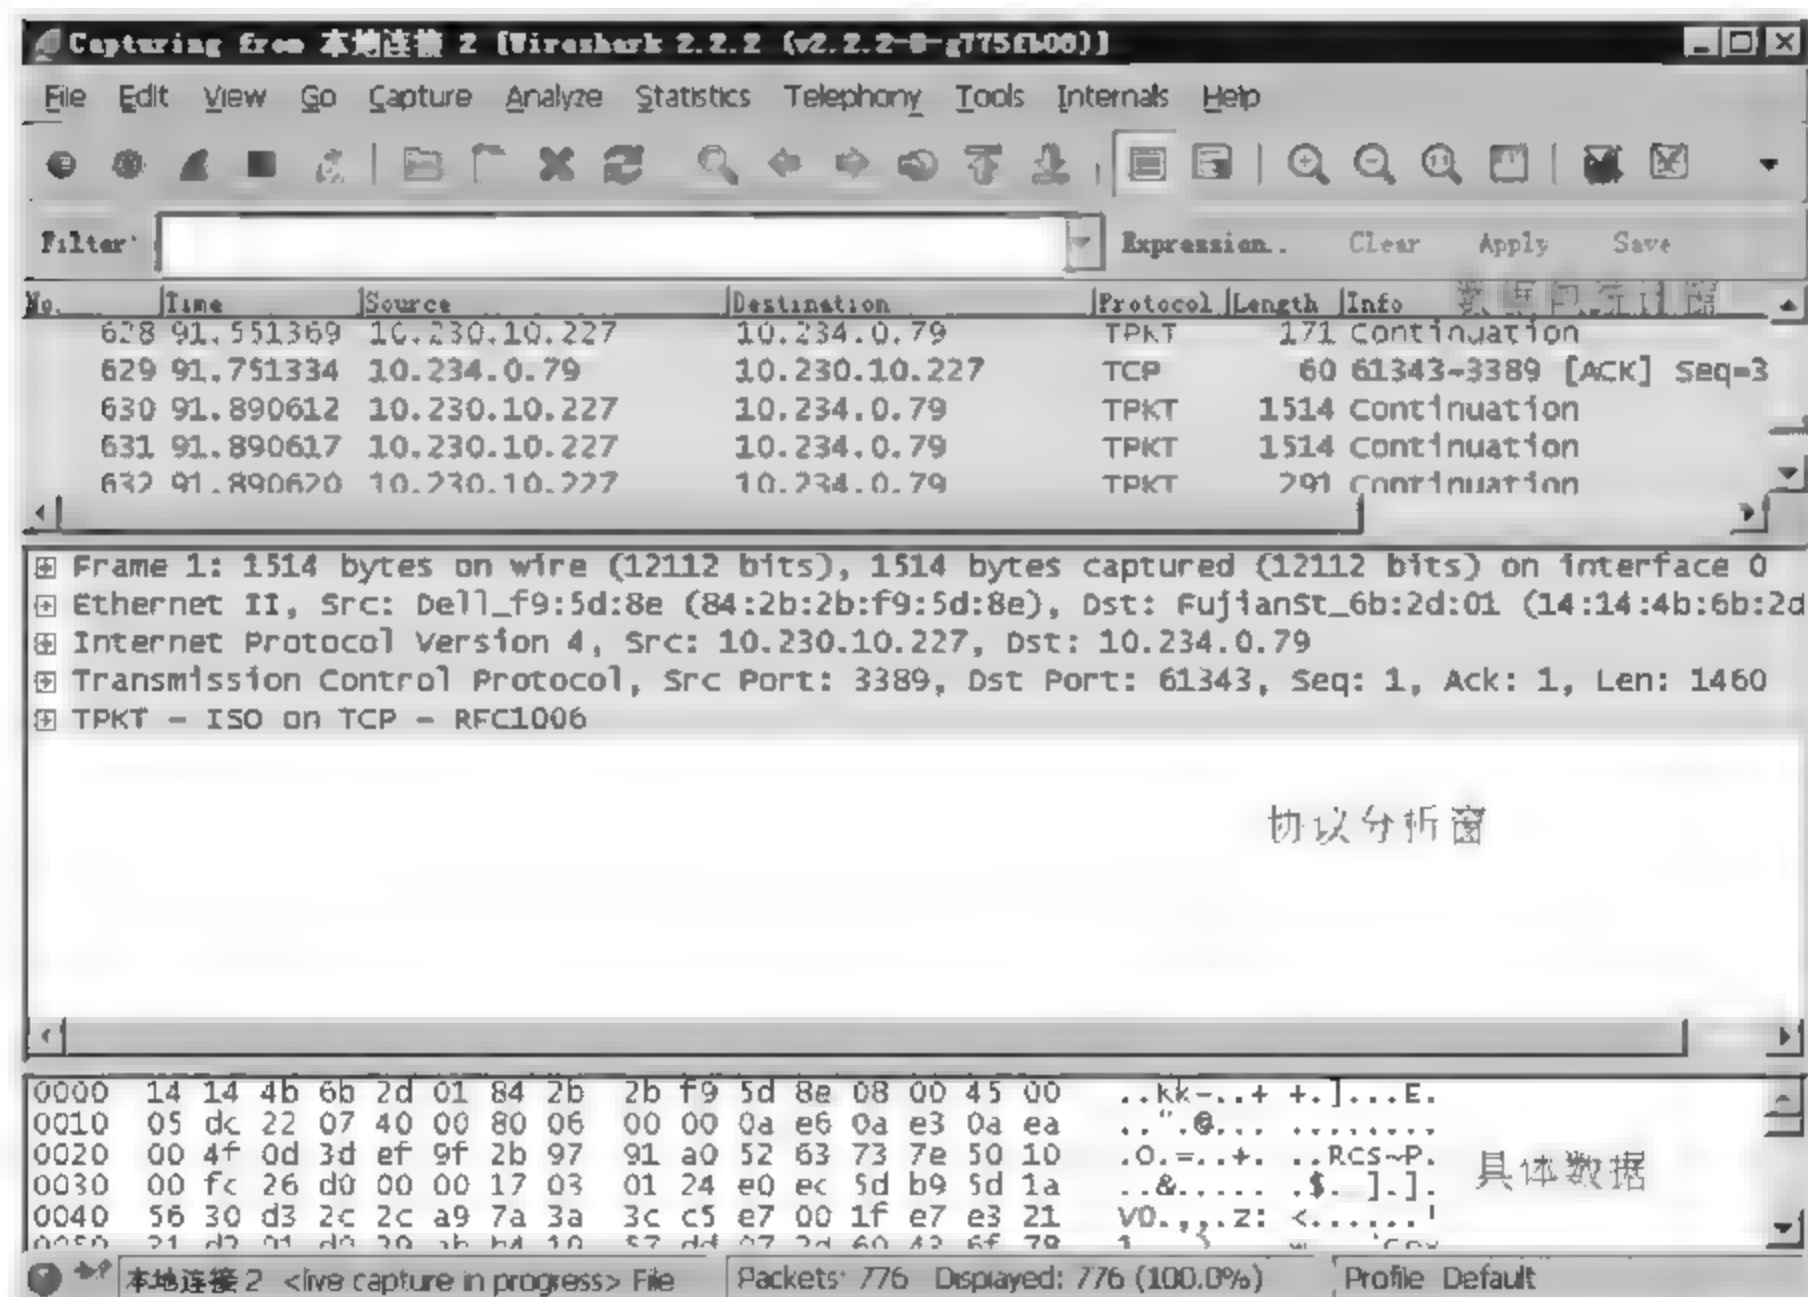 Capturing from 本地连接 2 [Wireshark 2.2.2 (v2.2.2-0-g775fb08)]
File Edit View Go Capture Analyze Statistics Telephony Tools Internals Help
Filter: Expression.. Clear Apply Save
No. Time Source Destination Protocol Length Info
628 91.551369 10.230.10.227 10.234.0.79 TPKT 171 Continuation
629 91.751334 10.234.0.79 10.230.10.227 TCP 60 61343→3389 [ACK] Seq=3
630 91.890612 10.230.10.227 10.234.0.79 TPKT 1514 Continuation
631 91.890617 10.230.10.227 10.234.0.79 TPKT 1514 Continuation
632 91.890620 10.230.10.227 10.234.0.79 TPKT 291 Continuation
Frame 1: 1514 bytes on wire (12112 bits), 1514 bytes captured (12112 bits) on interface 0
Ethernet II, Src: Dell_f9:5d:8e (84:2b:2b:f9:5d:8e), Dst: FujianSt_6b:2d:01 (14:14:4b:6b:2d
Internet Protocol Version 4, Src: 10.230.10.227, Dst: 10.234.0.79
Transmission Control Protocol, Src Port: 3389, Dst Port: 61343, Seq: 1, Ack: 1, Len: 1460
TPKT - ISO on TCP - RFC1006
协议分析窗
0000 14 14 4b 6b 2d 01 84 2b 2b f9 5d 8e 08 00 45 00 ..Kk-..+ +.]...E.
0010 05 dc 22 07 40 00 80 06 00 00 0a e6 0a e3 0a ea ..".@... ........
0020 00 4f 0d 3d ef 9f 2b 97 91 a0 52 63 73 7e 50 10 .O.=..+. ..Rcs~P.
0030 00 fc 26 d0 00 00 17 03 01 24 e0 ec 5d b9 5d 1a ..&..... .$..].].
0040 56 30 d3 2c 2c a9 7a 3a 3c c5 e7 00 1f e7 e3 21 V0.,,.z: <......!
具体数据
本地连接 2 <live capture in progress> File Packets: 776 Displayed: 776 (100.0%) Profile Default